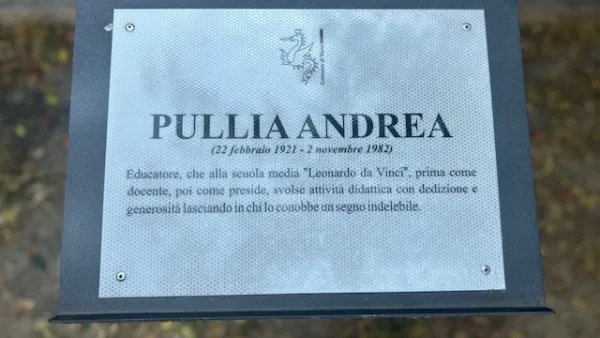 PULLIA ANDREA
(22 febbraio 1921 - 2 novembre 1982)
Educatore, che alla scuola media "Leonardo da Vinci", prima come
docente, poi come preside, svolse attività didattica con dedizione e
generosità lasciando in chi lo conobbe un segno indelebile.